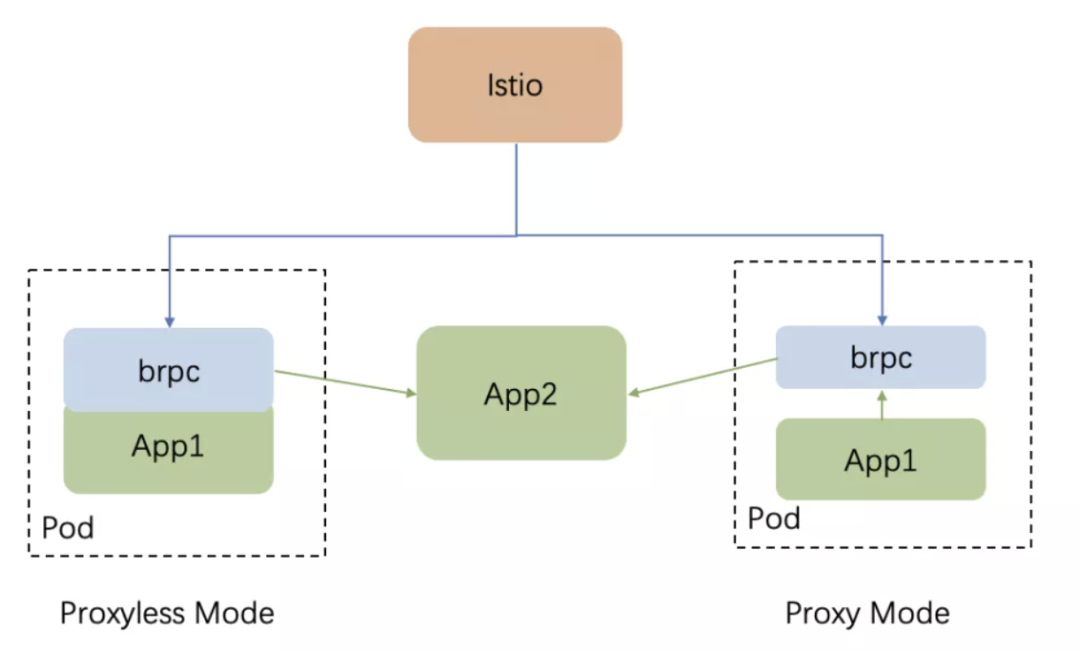 Istio
brpc
App1
Pod
App2
brpc
App1
Pod
Proxyless Mode
Proxy Mode